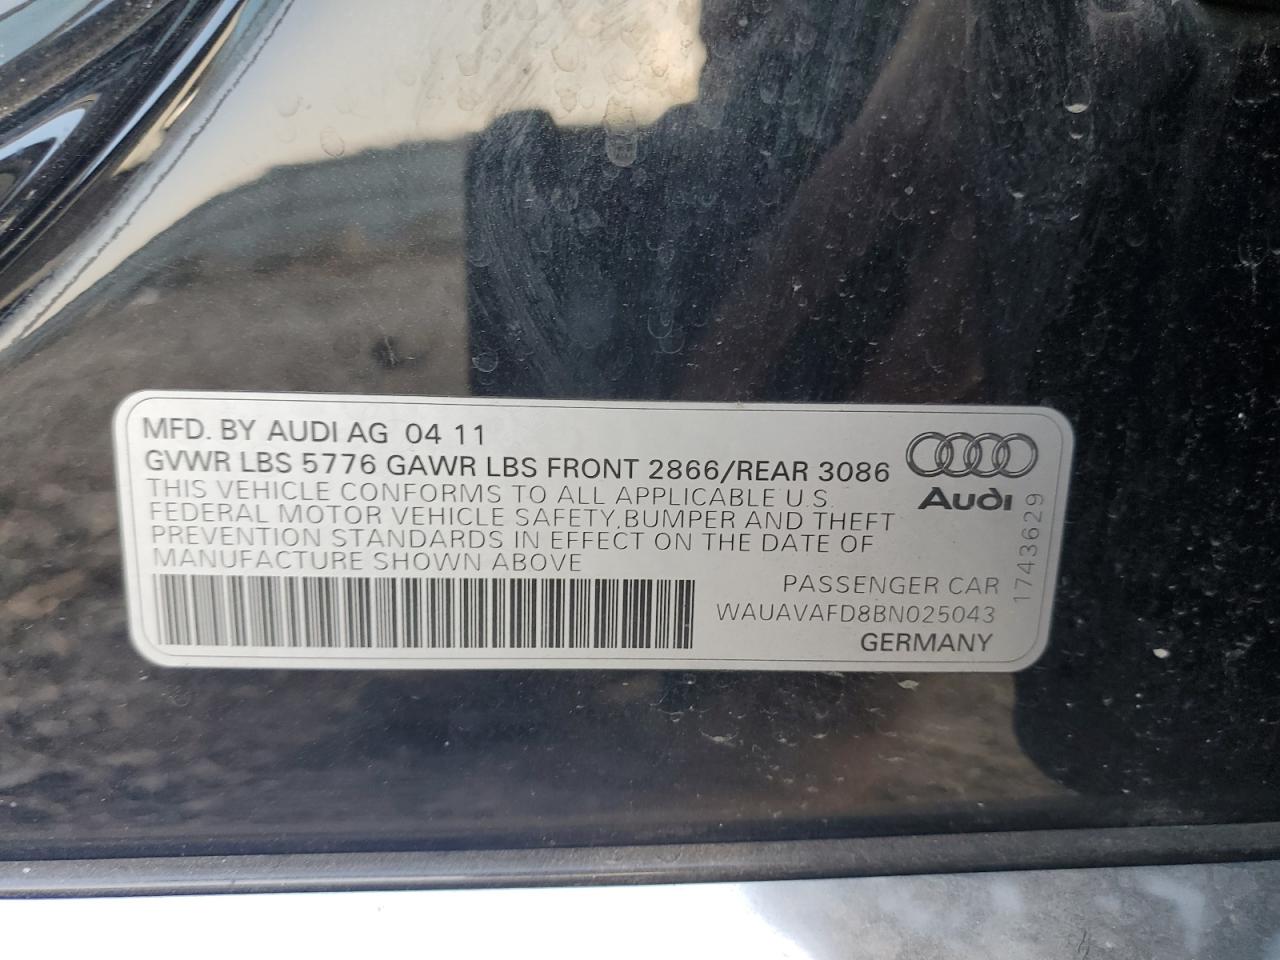 MFD. BY AUDI AG 04 11
GVWR LBS 5776 GAWR LBS FRONT 2866/REAR 3086
THIS VEHICLE CONFORMS TO ALL APPLICABLE U.S.
FEDERAL MOTOR VEHICLE SAFETY, BUMPER AND THEFT
PREVENTION STANDARDS IN EFFECT ON THE DATE OF
MANUFACTURE SHOWN ABOVE
Audi
1743629
PASSENGER CAR
WAUAVAFD8BN025043
GERMANY